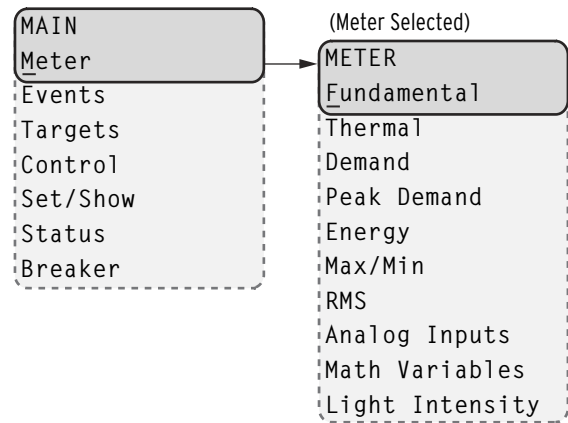 MAIN
Meter
Events
Targets
Control
Set/Show
Status
Breaker
(Meter Selected)
METER
Fundamental
Thermal
Demand
Peak Demand
Energy
Max/Min
RMS
Analog Inputs
Math Variables
Light Intensity